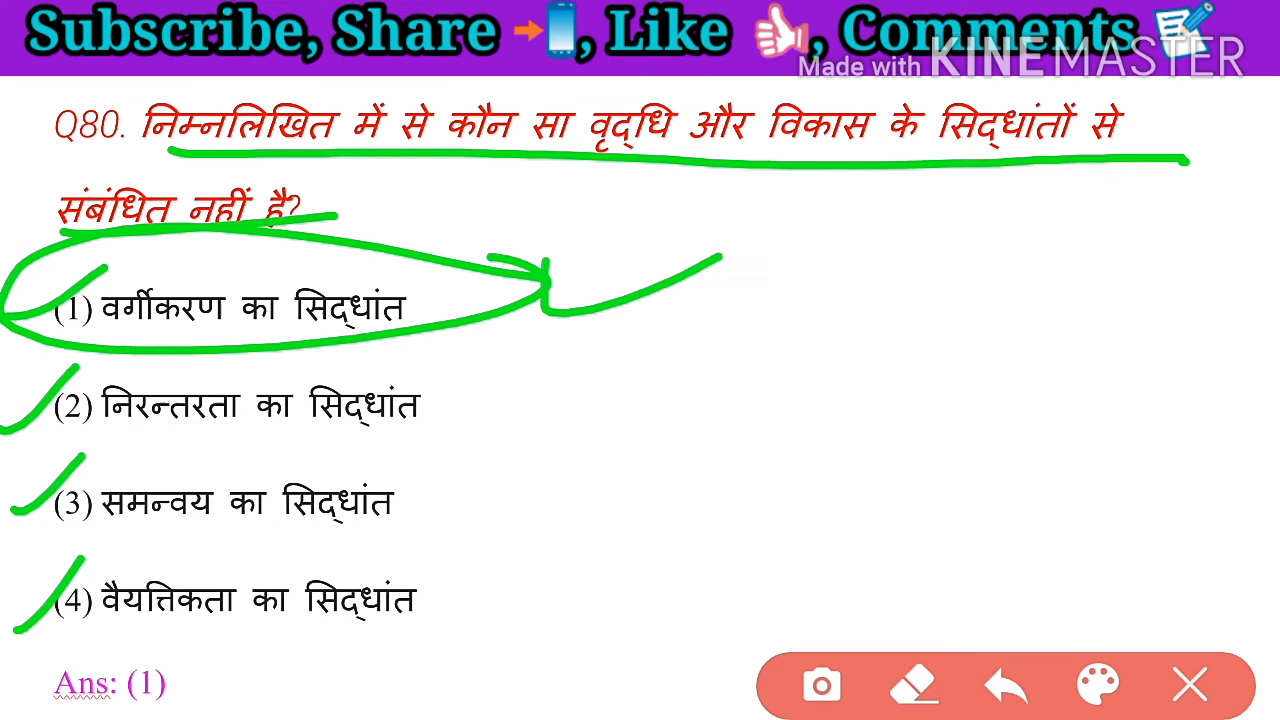 Subscribe, Share , Like , Comments
Made with KINEMASTER
Q80. निम्नलिखित में से कौन सा वृद्धि और विकास के सिद्धांतों से
संबंधित नहीं है?
(1) वर्गीकरण का सिद्धांत
(2) निरन्तरता का सिद्धांत
(3) समन्वय का सिद्धांत
(4) वैयत्तिकता का सिद्धांत
Ans: (1)